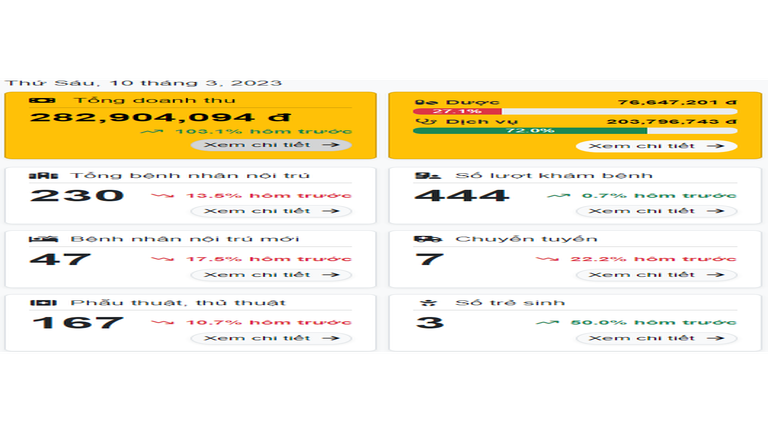 Thứ Sáu, 10 tháng 3, 2023
Tổng doanh thu
282,904,094 đ
103.1% hôm trước
Xem chi tiết
Dược 76,647,201 đ
27.1%
Dịch vụ 203,796,743 đ
72.0%
Xem chi tiết
Tổng bệnh nhân nội trú
230 13.5% hôm trước
Xem chi tiết
Số lượt khám bệnh
444 0.7% hôm trước
Xem chi tiết
Bệnh nhân nội trú mới
47 17.5% hôm trước
Xem chi tiết
Chuyển tuyến
7 22.2% hôm trước
Xem chi tiết
Phẫu thuật, thủ thuật
167 10.7% hôm trước
Xem chi tiết
Số trẻ sinh
3 50.0% hôm trước
Xem chi tiết